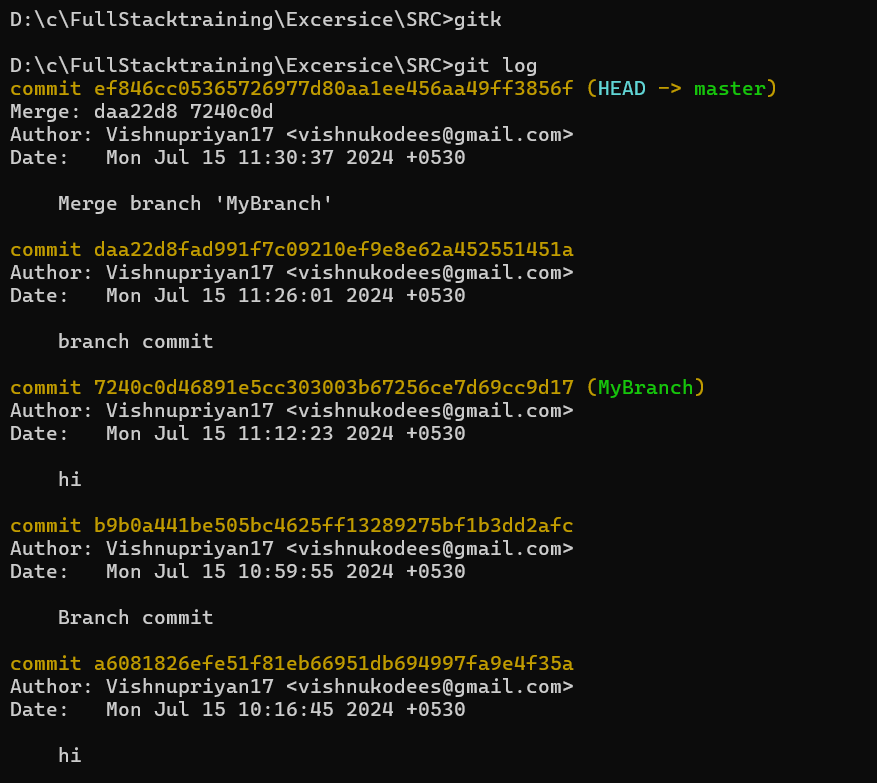 D:\c\FullStacktraining\Excersice\SRC>gitk
D:\c\FullStacktraining\Excersice\SRC>git log
commit ef846cc05365726977d80aa1ee456aa49ff3856f (HEAD -> master)
Merge: daa22d8 7240c0d
Author: Vishnupriyan17 <vishnukodees@gmail.com>
Date:   Mon Jul 15 11:30:37 2024 +0530
    Merge branch 'MyBranch'
commit daa22d8fad991f7c09210ef9e8e62a452551451a
Author: Vishnupriyan17 <vishnukodees@gmail.com>
Date:   Mon Jul 15 11:26:01 2024 +0530
    branch commit
commit 7240c0d46891e5cc303003b67256ce7d69cc9d17 (MyBranch)
Author: Vishnupriyan17 <vishnukodees@gmail.com>
Date:   Mon Jul 15 11:12:23 2024 +0530
    hi
commit b9b0a441be505bc4625ff13289275bf1b3dd2afc
Author: Vishnupriyan17 <vishnukodees@gmail.com>
Date:   Mon Jul 15 10:59:55 2024 +0530
    Branch commit
commit a6081826efe51f81eb66951db694997fa9e4f35a
Author: Vishnupriyan17 <vishnukodees@gmail.com>
Date:   Mon Jul 15 10:16:45 2024 +0530
    hi